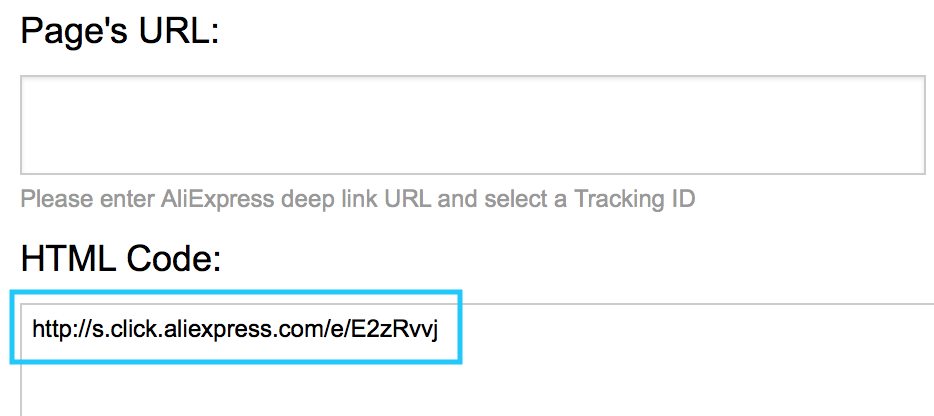 Page's URL:
Please enter AliExpress deep link URL and select a Tracking ID
HTML Code:
http://s.click.aliexpress.com/e/E2zRvvj